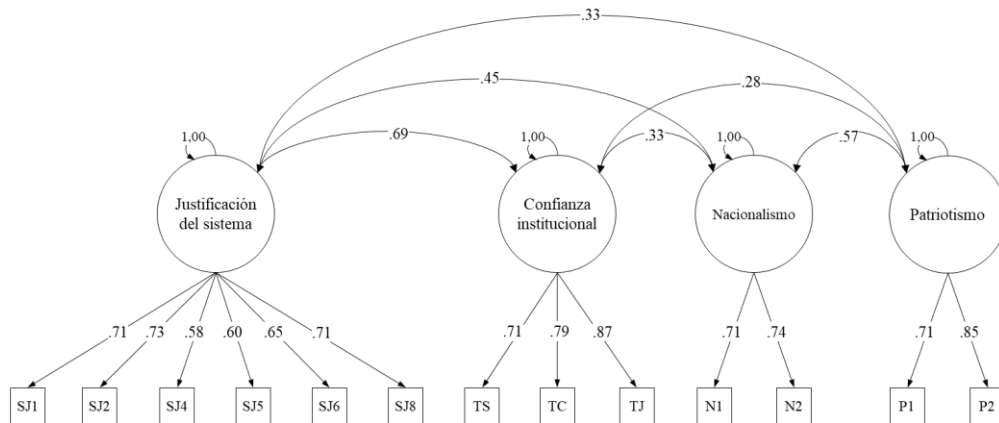 .33
.45
.28
1,00
.69
1,00
.33
1,00
.57
1,00
Justificación
del sistema
Confianza
institucional
Nacionalismo
Patriotismo
.71
.73
.58
.60
.65
.71
.71
.79
.87
.71
.74
.71
.85
SJ1
SJ2
SJ4
SJ5
SJ6
SJ8
TS
TC
TJ
N1
N2
P1
P2